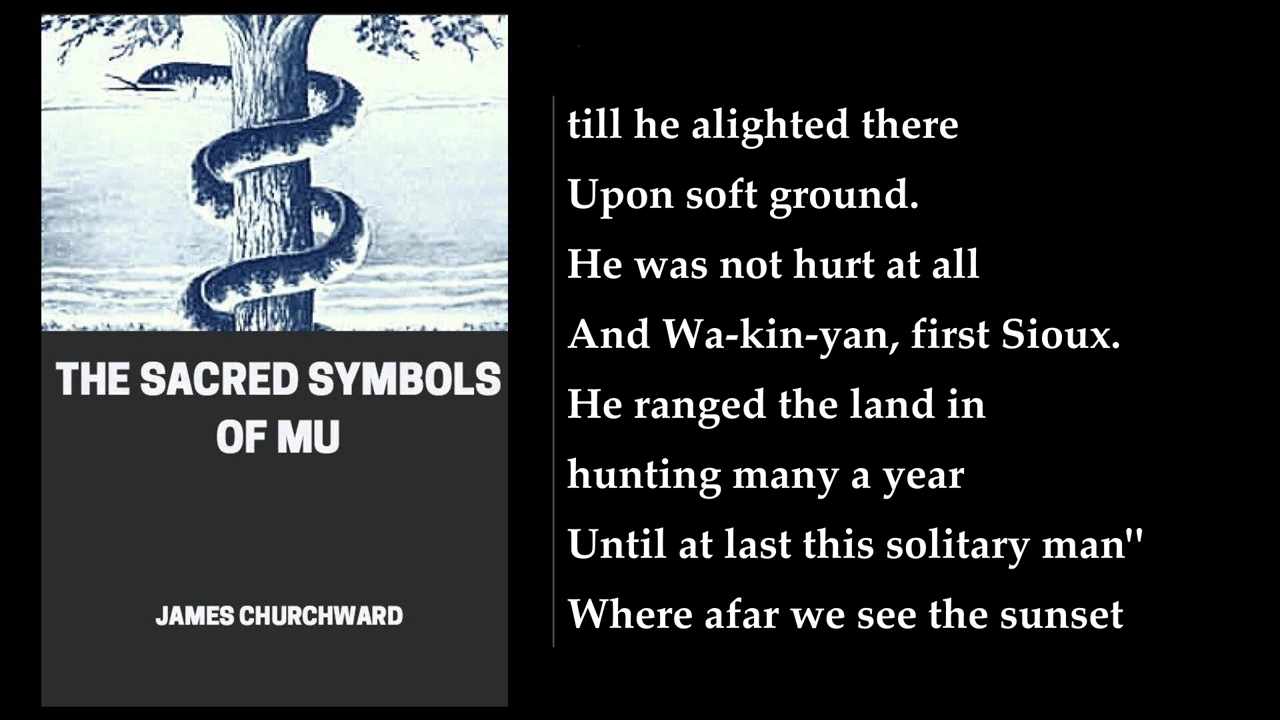 THE SACRED SYMBOLS
OF MU
JAMES CHURCHWARD
till he alighted there
Upon soft ground.
He was not hurt at all
And Wa-kin-yan, first Sioux.
He ranged the land in
hunting many a year
Until at last this solitary man"
Where afar we see the sunset